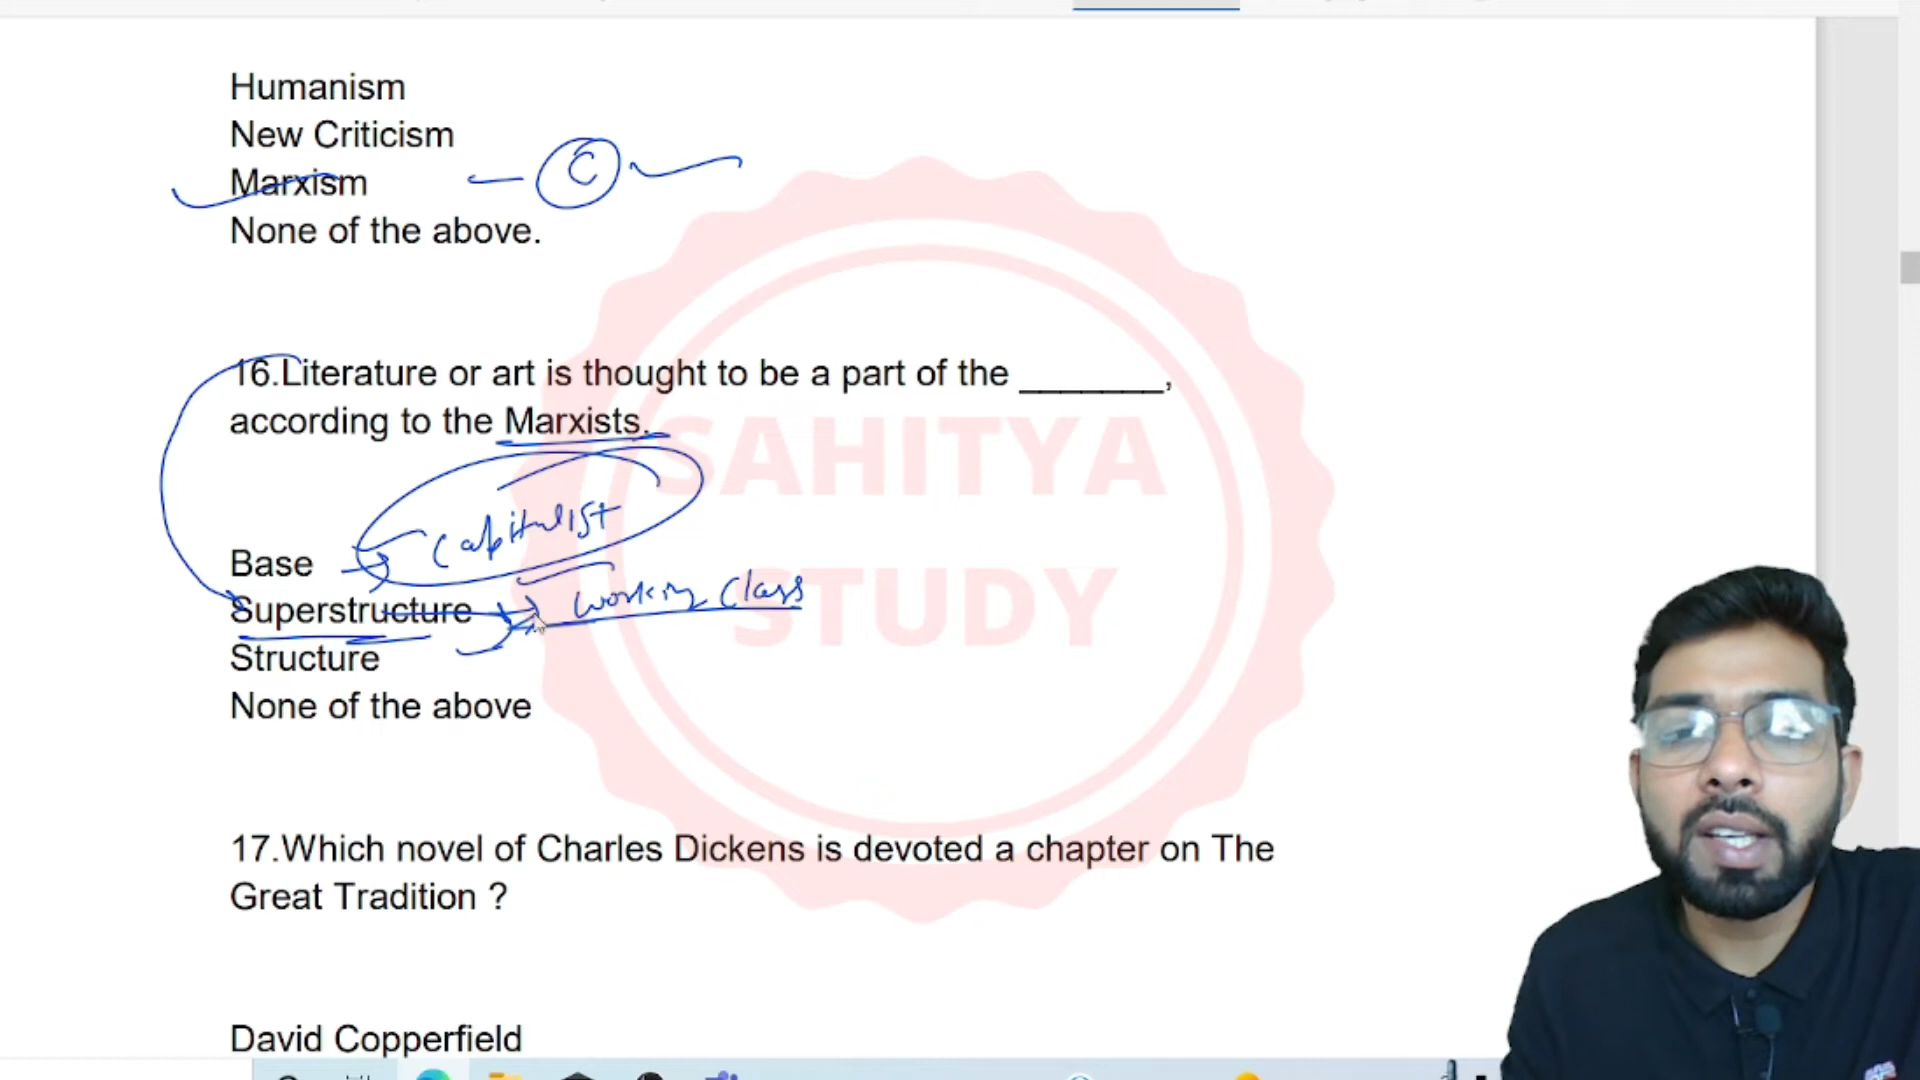 Humanism
New Criticism
Marxism
C
None of the above.
16.Literature or art is thought to be a part of the _______,
according to the Marxists.
SAHITYA
STUDY
Capitalist
Base
working class
Superstructure
Structure
None of the above
17.Which novel of Charles Dickens is devoted a chapter on The
Great Tradition ?
David Copperfield